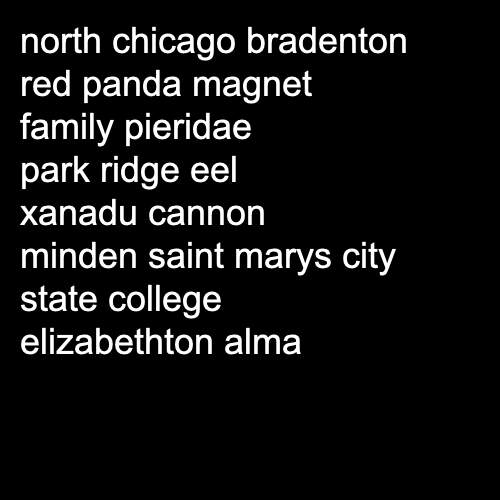 north chicago bradenton
red panda magnet
family pieridae
park ridge eel
xanadu cannon
minden saint marys city
state college
elizabethton alma